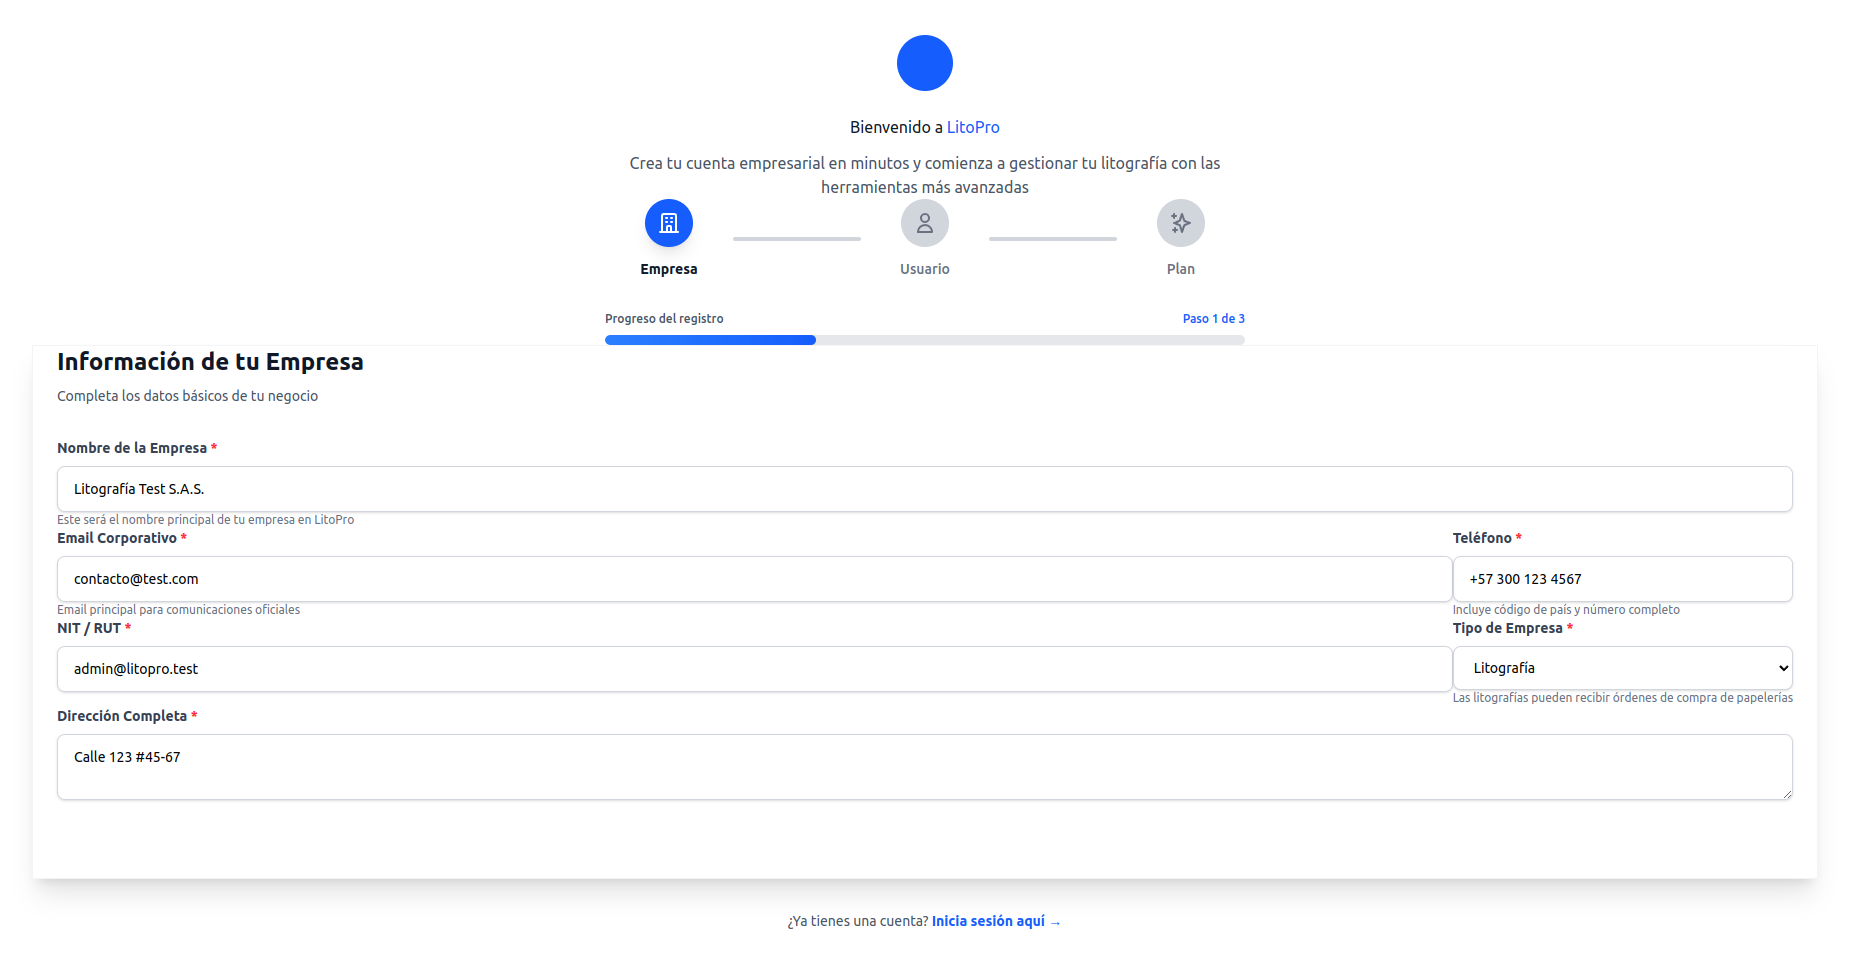 Bienvenido a LitoPro
Crea tu cuenta empresarial en minutos y comienza a gestionar tu litografía con las
herramientas más avanzadas
Empresa
Usuario
Plan
Progreso del registro
Paso 1 de 3
Información de tu Empresa
Completa los datos básicos de tu negocio
Nombre de la Empresa *
Litografía Test S.A.S.
Este será el nombre principal de tu empresa en LitoPro
Email Corporativo *
contacto@test.com
Email principal para comunicaciones oficiales
Teléfono *
+57 300 123 4567
Incluye código de país y número completo
NIT / RUT *
admin@litopro.test
Tipo de Empresa *
Litografía
Las litografías pueden recibir órdenes de compra de papelerías
Dirección Completa *
Calle 123 #45-67
¿Ya tienes una cuenta? Inicia sesión aquí →